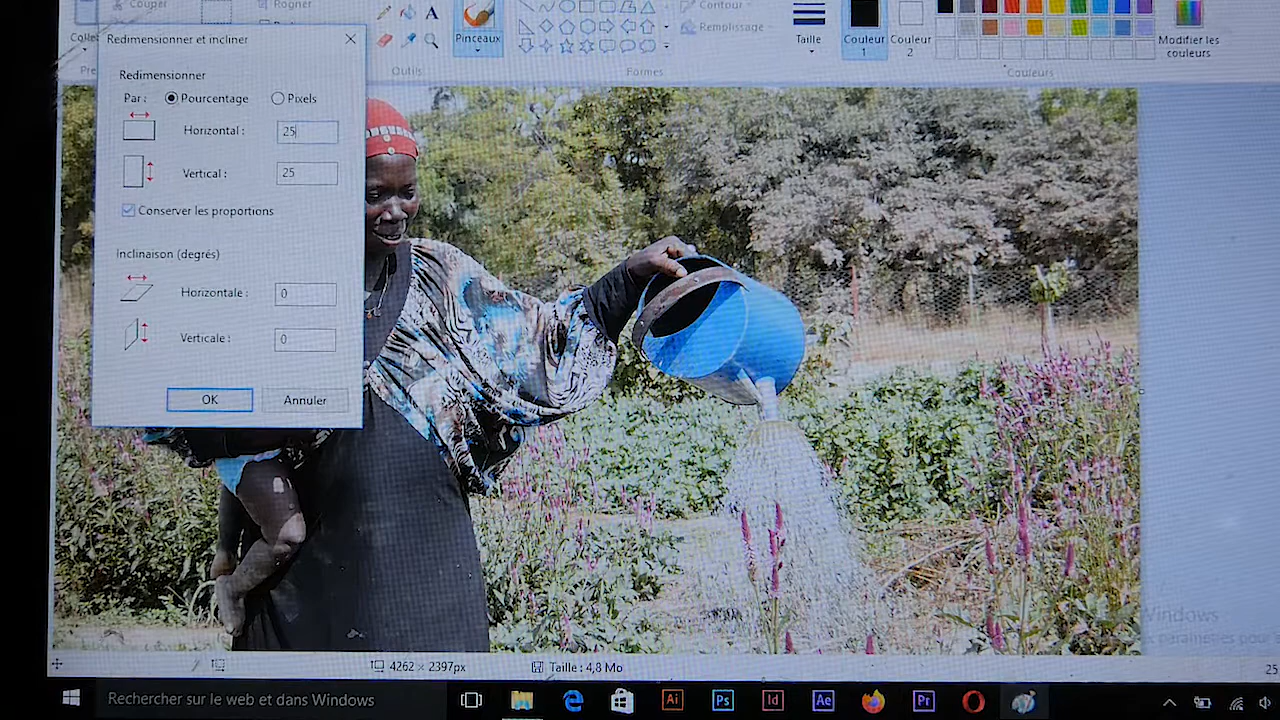 Couper
Rogner
A
Pinceaux
Outils
Contour
Remplissage
Formes
Taille
Couleur
1
Couleur
2
Modifier les
couleurs
Couleurs
Redimensionner et incliner
Redimensionner
Par :
Pourcentage
Pixels
Horizontal :
25
Vertical :
25
Conserver les proportions
Inclinaison (degrés)
Horizontale :
0
Verticale :
0
OK
Annuler
Windows
4262 × 2397px
Taille : 4,8 Mo
25
Rechercher sur le web et dans Windows
Ai
Ps
Id
Ae
Pr